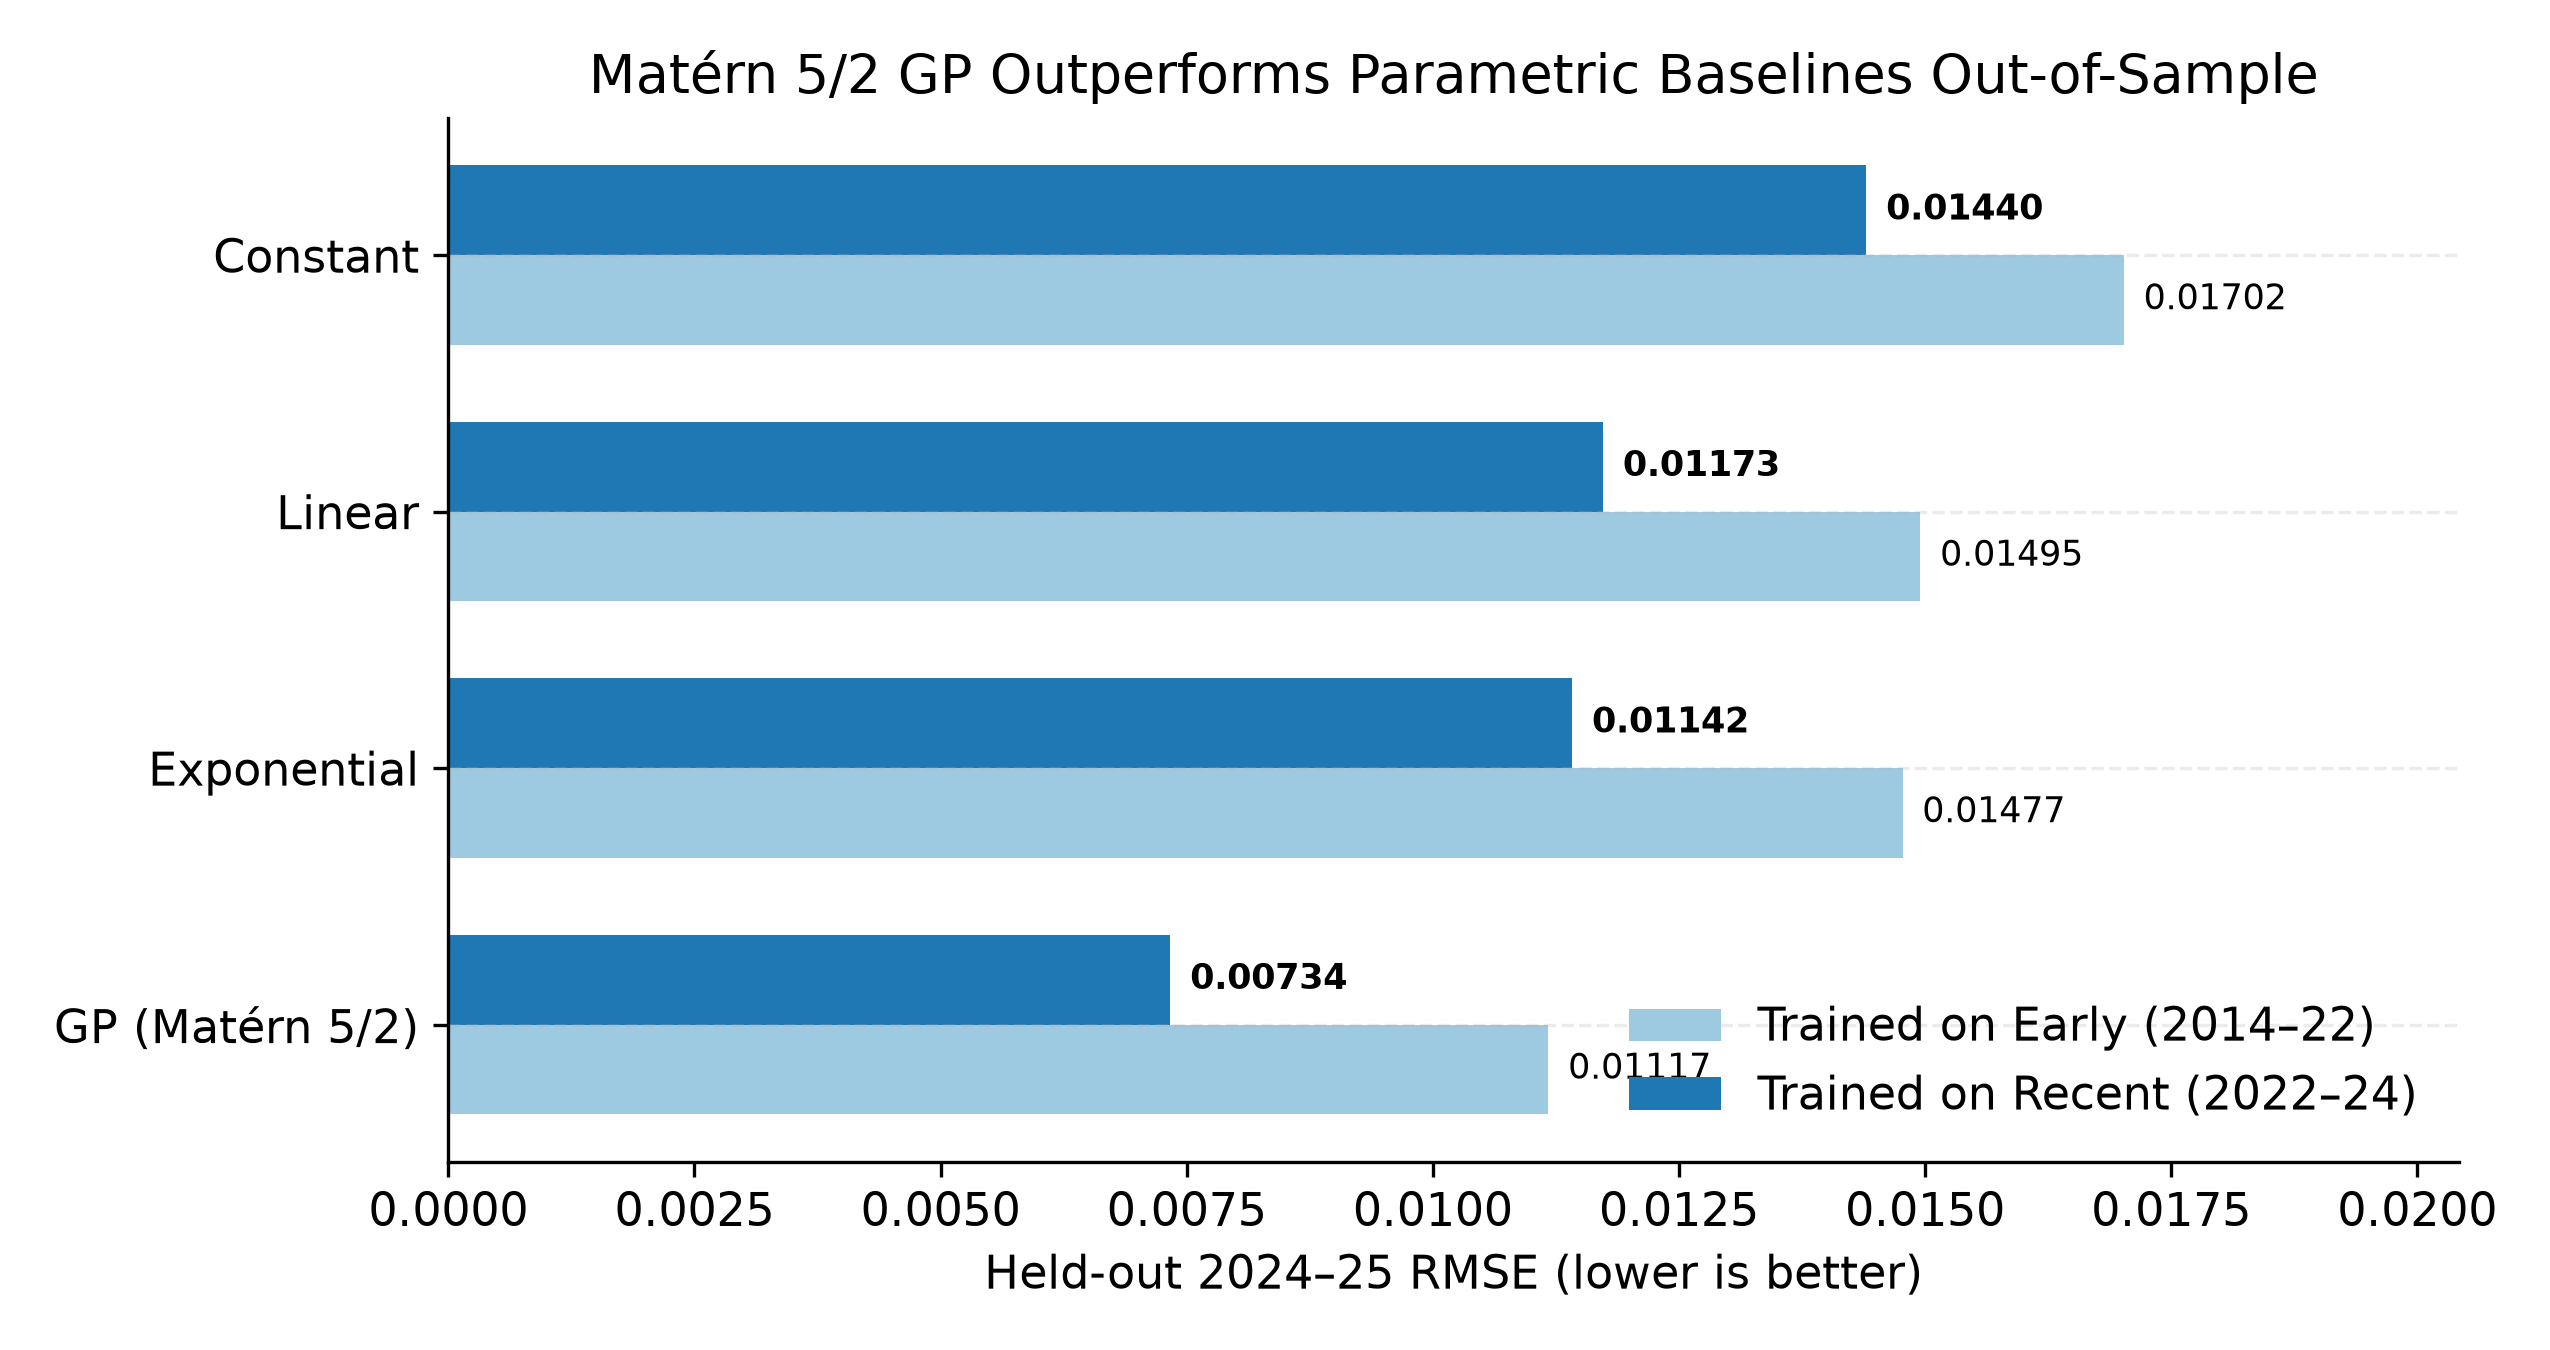 Matérn 5/2 GP Outperforms Parametric Baselines Out-of-Sample
Constant
0.01440
0.01702
Linear
0.01173
0.01495
Exponential
0.01142
0.01477
GP (Matérn 5/2)
0.00734
0.01117
Trained on Early (2014–22)
Trained on Recent (2022–24)
0.0000 0.0025 0.0050 0.0075 0.0100 0.0125 0.0150 0.0175 0.0200
Held-out 2024–25 RMSE (lower is better)